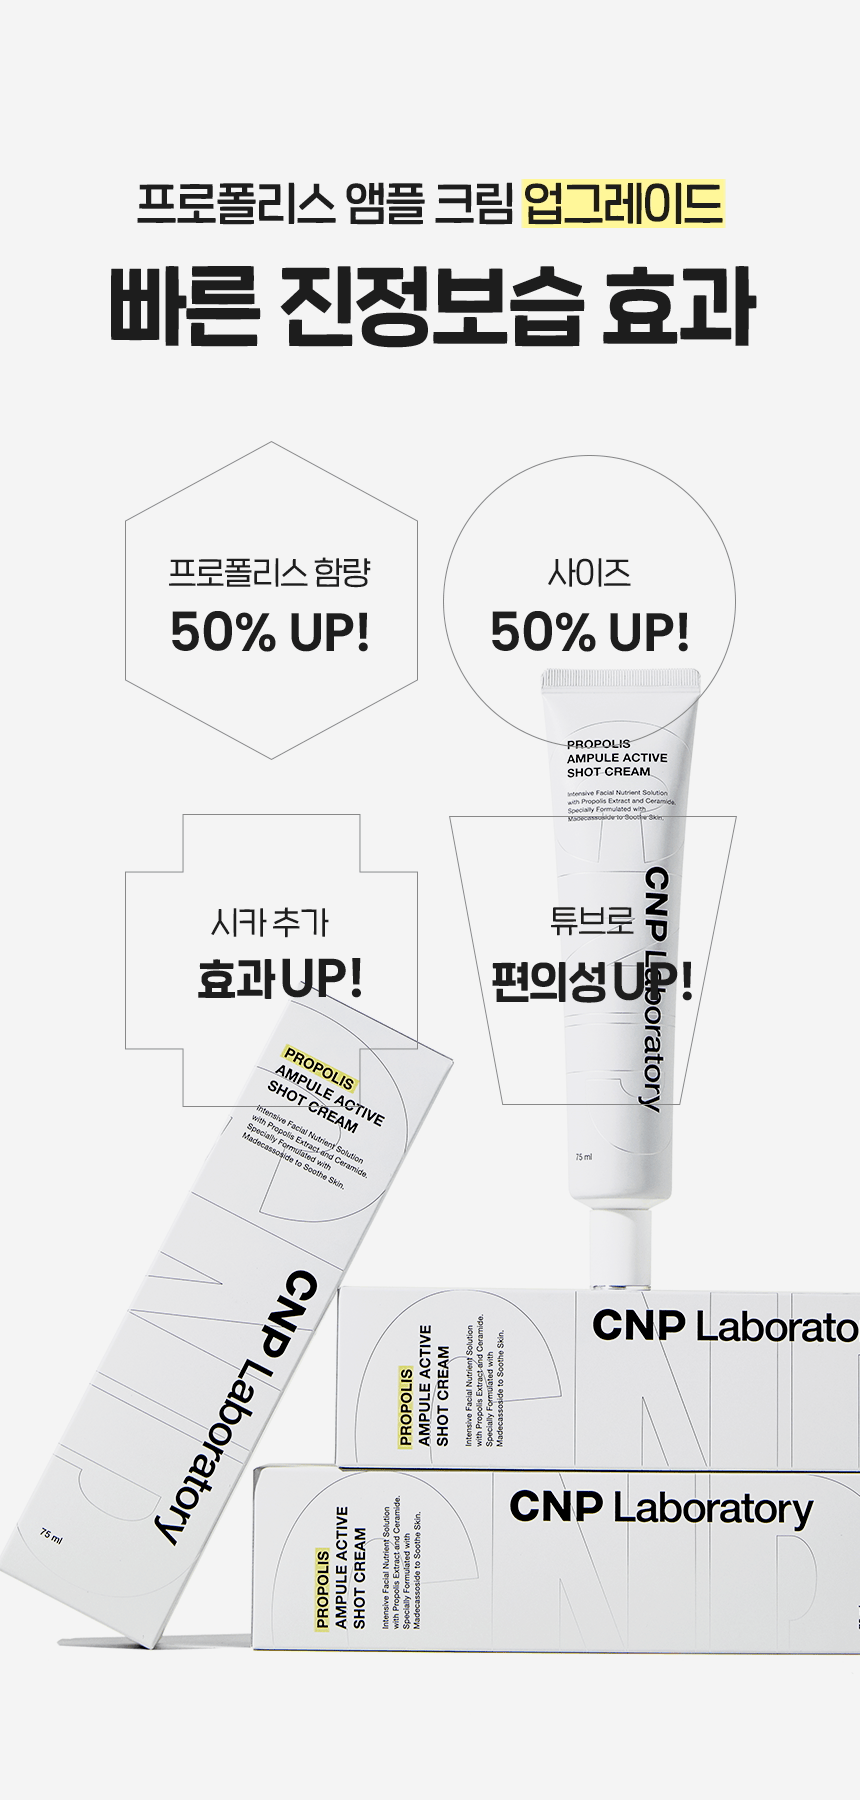 프로폴리스 앰플 크림 업그레이드
빠른 진정보습 효과
프로폴리스 함량
50% UP!
사이즈
50% UP!
PROPOLIS
AMPULE ACTIVE
SHOT CREAM
Intensive Facial Nutrient Solution
with Propolis Extract and Ceramide.
Specially Formulated with
Madecassoside to Soothe Skin.
CNP Laboratory
75 ml
시카 추가
효과 UP!
튜브로
편의성 UP!
PROPOLIS
AMPULE ACTIVE
SHOT CREAM
Intensive Facial Nutrient Solution
with Propolis Extract and Ceramide.
Specially Formulated with
Madecassoside to Soothe Skin.
CNP Laboratory
75 ml
PROPOLIS
AMPULE ACTIVE
SHOT CREAM
Intensive Facial Nutrient Solution
with Propolis Extract and Ceramide.
Specially Formulated with
Madecassoside to Soothe Skin.
CNP Laborato
PROPOLIS
AMPULE ACTIVE
SHOT CREAM
Intensive Facial Nutrient Solution
with Propolis Extract and Ceramide.
Specially Formulated with
Madecassoside to Soothe Skin.
CNP Laboratory